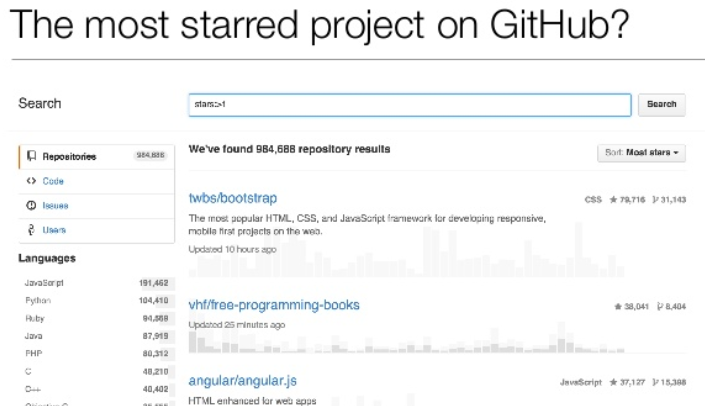 The most starred project on GitHub?
Search
stars:>1
Search
Repositories 984,688
Code
Issues
Users
Languages
JavaScript 191,462
Python 104,410
Ruby 94,569
Java 87,919
PHP 80,312
C 48,210
C++ 40,402
We've found 984,688 repository results
Sort: Most stars
twbs/bootstrap
CSS 79,716 31,143
The most popular HTML, CSS, and JavaScript framework for developing responsive,
mobile first projects on the web.
Updated 10 hours ago
vhf/free-programming-books
38,041 8,404
Updated 25 minutes ago
angular/angular.js
JavaScript 37,127 15,398
HTML enhanced for web apps